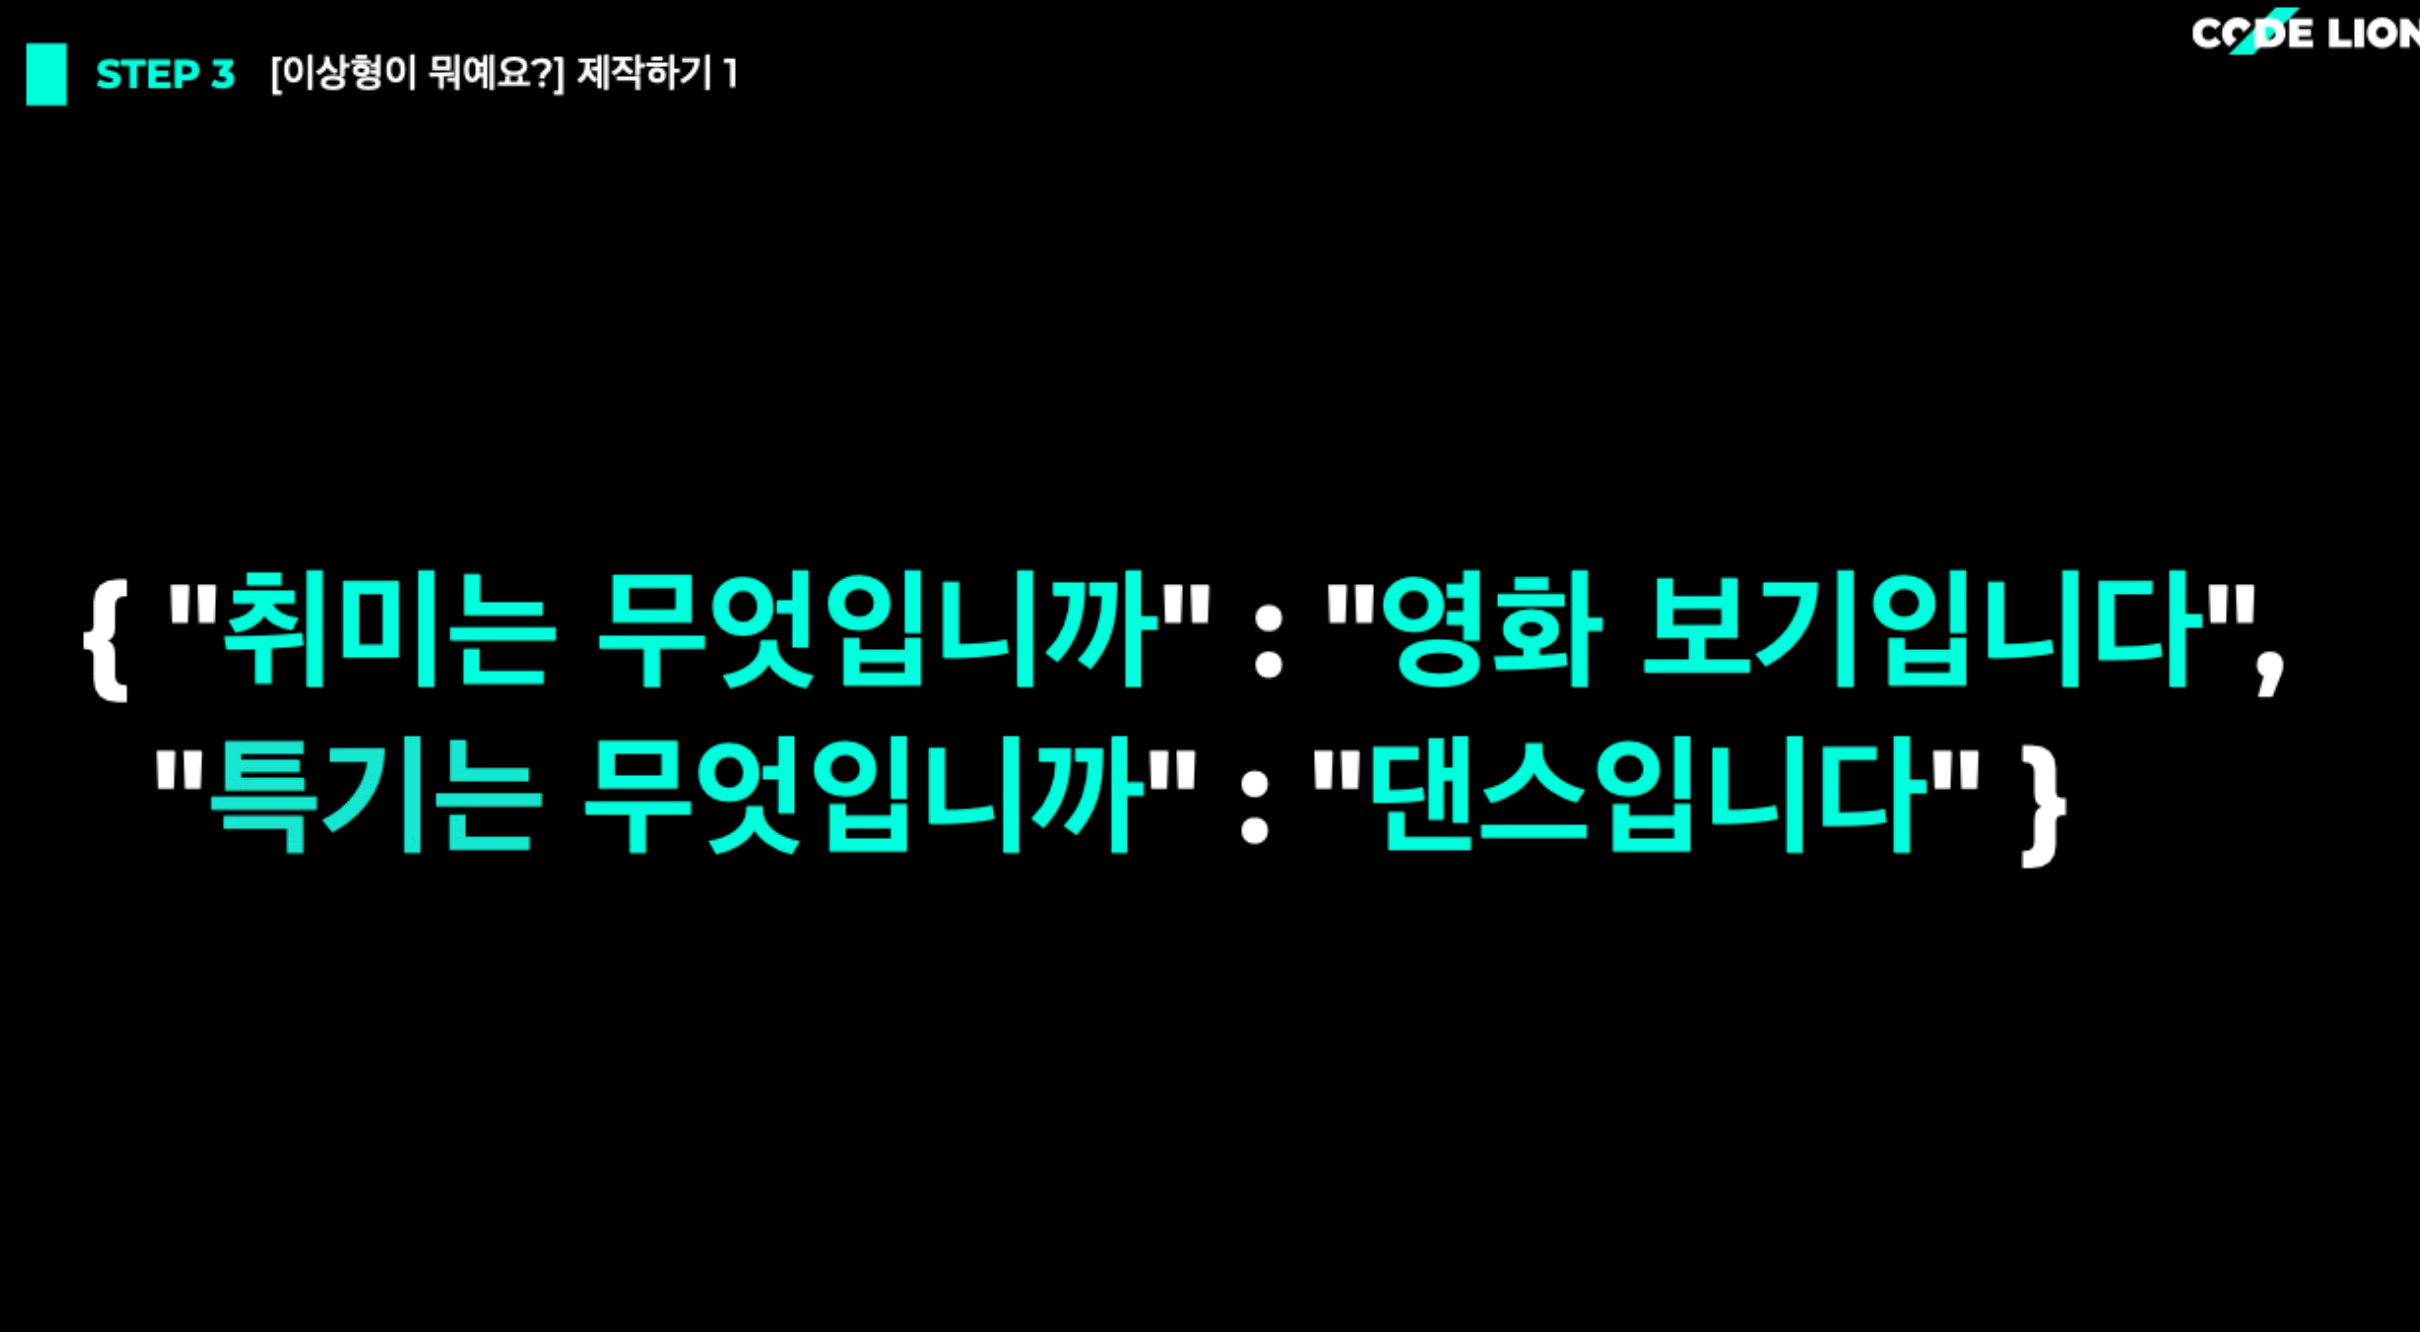 STEP 3 [이상형이 뭐예요?] 제작하기 1
CODE LION
{ "취미는 무엇입니까" : "영화 보기입니다",
"특기는 무엇입니까" : "댄스입니다" }